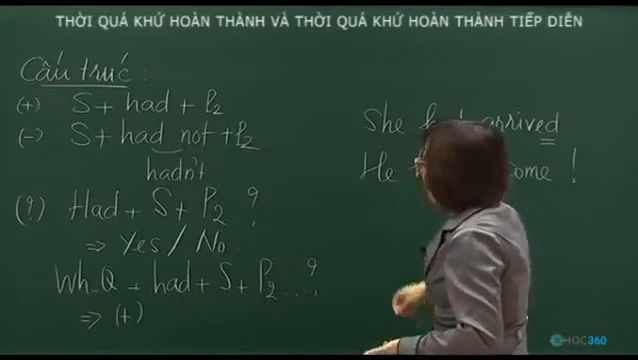 THỜI QUÁ KHỨ HOÀN THÀNH VÀ THỜI QUÁ KHỨ HOÀN THÀNH TIẾP DIỄN
Cấu trúc :
(+) S + had + P2
(-) S + had not + P2
hadn't
(?) Had + S + P2 ?
⇒ Yes / No.
Wh_Q + had + S + P2 ... ?
⇒ (+)
She arrived
He come !
HOC360